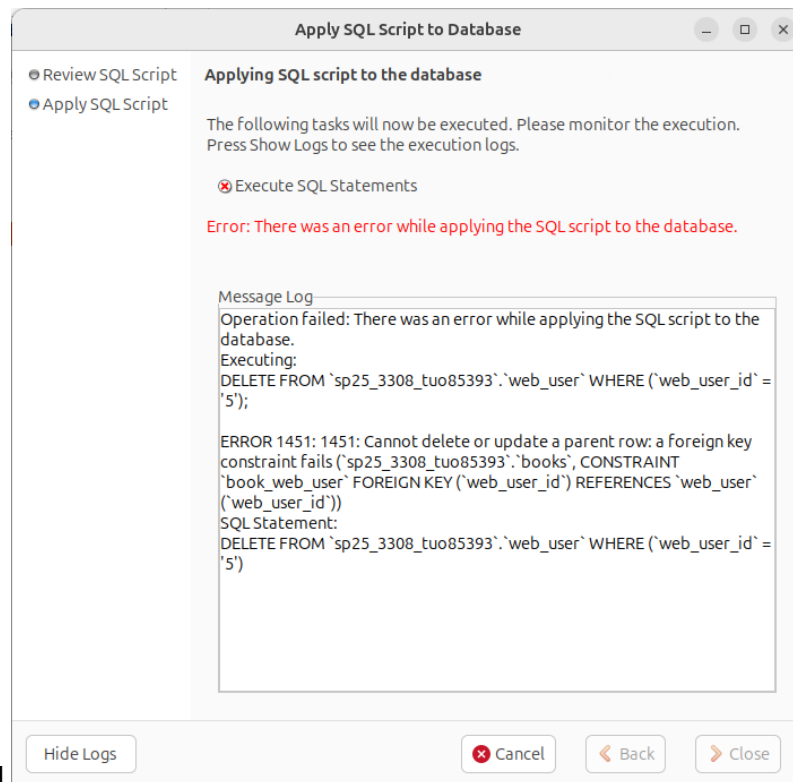 Apply SQL Script to Database
Review SQL Script
Apply SQL Script
Applying SQL script to the database
The following tasks will now be executed. Please monitor the execution.
Press Show Logs to see the execution logs.
Execute SQL Statements
Error: There was an error while applying the SQL script to the database.
Message Log
Operation failed: There was an error while applying the SQL script to the
database.
Executing:
DELETE FROM `sp25_3308_tuo85393`.`web_user` WHERE (`web_user_id` =
'5');
ERROR 1451: 1451: Cannot delete or update a parent row: a foreign key
constraint fails (`sp25_3308_tuo85393`.`books`, CONSTRAINT
`book_web_user` FOREIGN KEY (`web_user_id`) REFERENCES `web_user`
(`web_user_id`))
SQL Statement:
DELETE FROM `sp25_3308_tuo85393`.`web_user` WHERE (`web_user_id` =
'5')
Hide Logs
Cancel
Back
Close